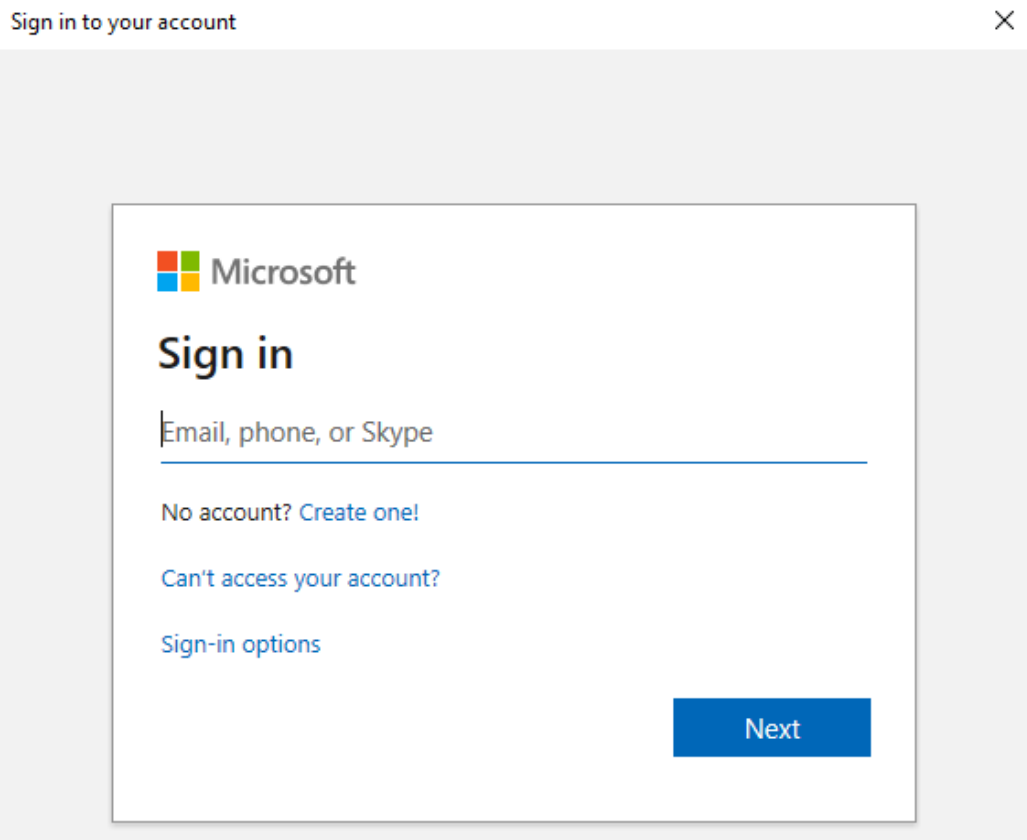 Sign in to your account
Microsoft
Sign in
Email, phone, or Skype
No account? Create one!
Can't access your account?
Sign-in options
Next